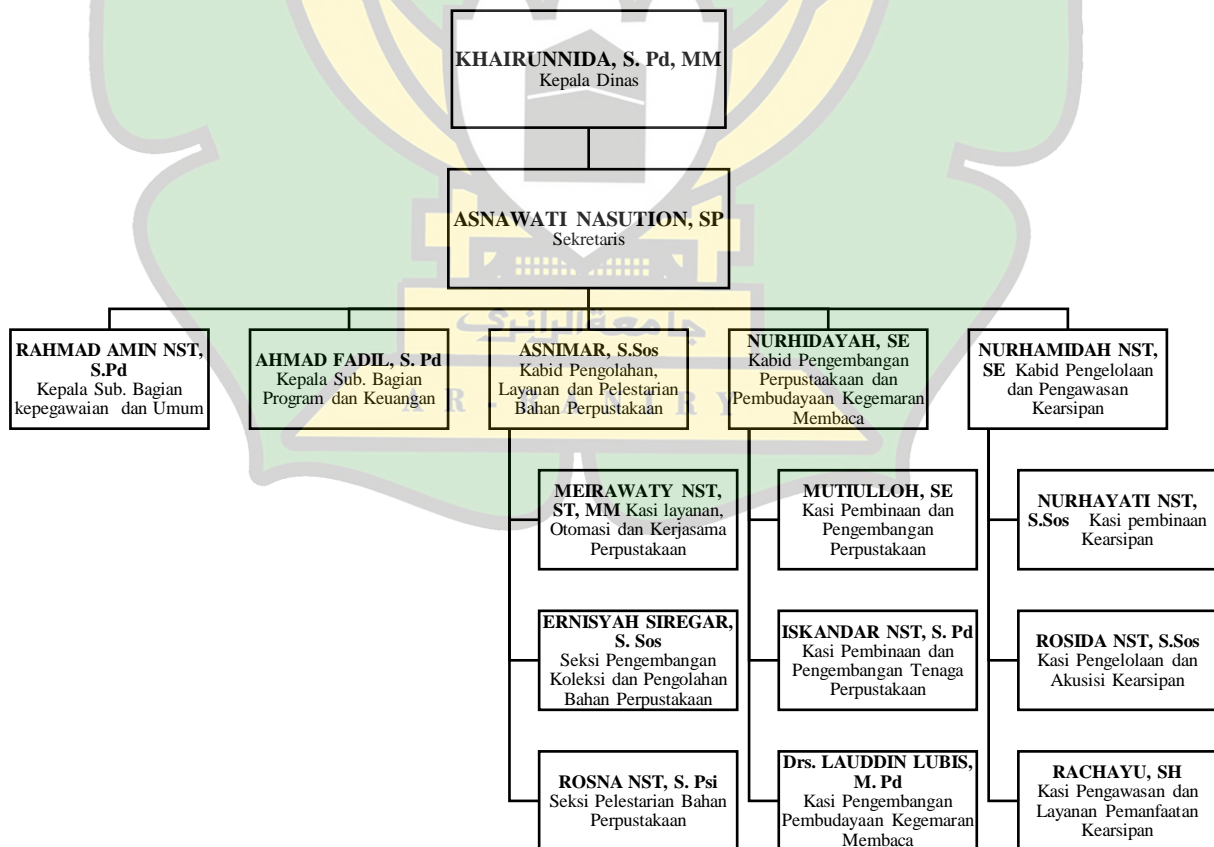 KHAIRUNNIDA, S. Pd, MM
Kepala Dinas
ASNAWATI NASUTION, SP
Sekretaris
RAHMAD AMIN NST,
S.Pd
Kepala Sub. Bagian
kepegawaian dan Umum
AHMAD FADIL, S. Pd
Kepala Sub. Bagian
Program dan Keuangan
ASNIMAR, S.Sos
Kabid Pengolahan,
Layanan dan Pelestarian
Bahan Perpustakaan
NURHIDAYAH, SE
Kabid Pengembangan
Perpustaakaan dan
Pembudayaan Kegemaran
Membaca
NURHAMIDAH NST,
SE Kabid Pengelolaan
dan Pengawasan
Kearsipan
جامعة الرانري
AR-RANIRY
MEIRAWATY NST,
ST, MM Kasi layanan,
Otomasi dan Kerjasama
Perpustakaan
MUTIULLOH, SE
Kasi Pembinaan dan
Pengembangan
Perpustakaan
NURHAYATI NST,
S.Sos Kasi pembinaan
Kearsipan
ERNISYAH SIREGAR,
S. Sos
Seksi Pengembangan
Koleksi dan Pengolahan
Bahan Perpustakaan
ISKANDAR NST, S. Pd
Kasi Pembinaan dan
Pengembangan Tenaga
Perpustakaan
ROSIDA NST, S.Sos
Kasi Pengelolaan dan
Akusisi Kearsipan
ROSNA NST, S. Psi
Seksi Pelestarian Bahan
Perpustakaan
Drs. LAUDDIN LUBIS,
M. Pd
Kasi Pengembangan
Pembudayaan Kegemaran
Membaca
RACHAYU, SH
Kasi Pengawasan dan
Layanan Pemanfaatan
Kearsipan